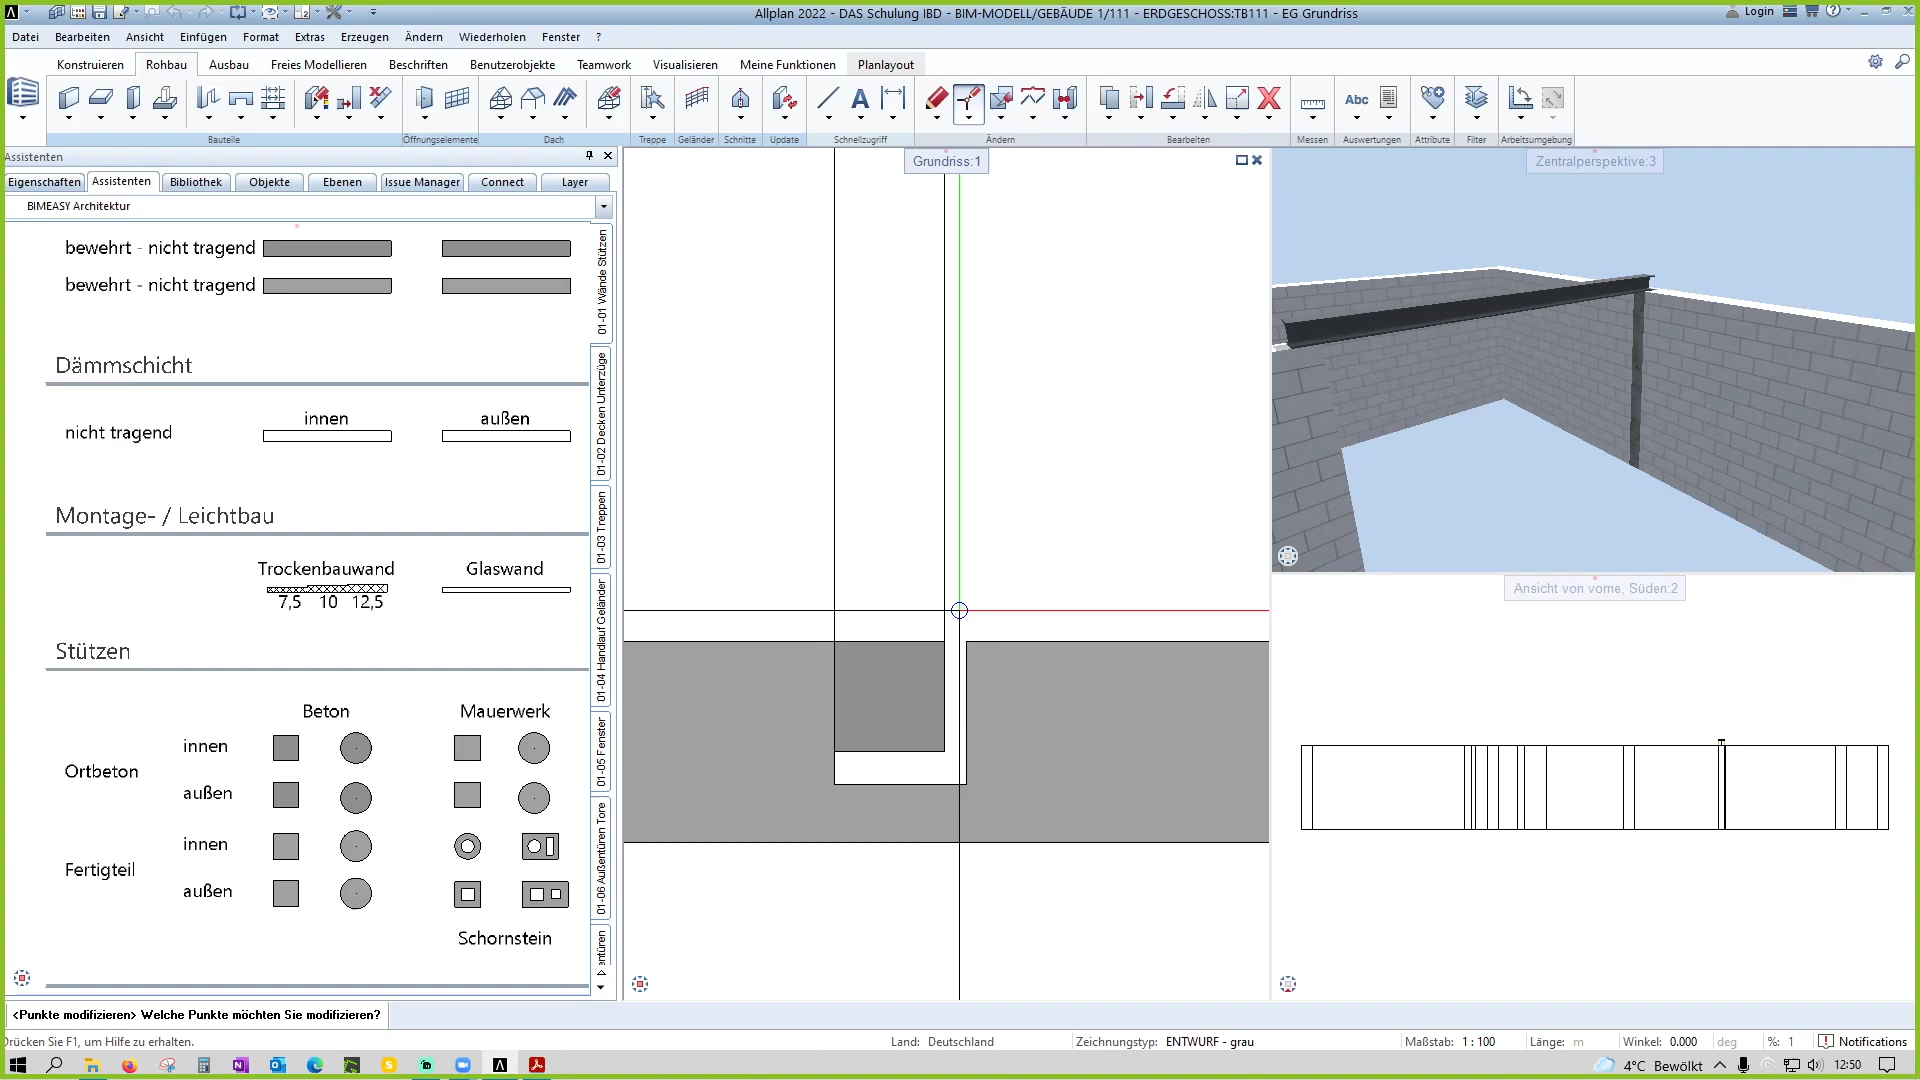 Allplan 2022 - DAS Schulung IBD - BIM-MODELL/GEBÄUDE 1/111 - ERDGESCHOSS:TB111 - EG Grundriss
Login
Datei Bearbeiten Ansicht Einfügen Format Extras Erzeugen Ändern Wiederholen Fenster ?
Konstruieren Rohbau Ausbau Freies Modellieren Beschriften Benutzerobjekte Teamwork Visualisieren Meine Funktionen Planlayout
Abc
Bauteile Öffnungselemente Dach Treppe Geländer Schnitte Update Schnellzugriff Ändern Bearbeiten Messen Auswertungen Attribute Filter Arbeitsumgebung
Assistenten
Eigenschaften Assistenten Bibliothek Objekte Ebenen Issue Manager Connect Layer
BIMEASY Architektur
bewehrt - nicht tragend
bewehrt - nicht tragend
Dämmschicht
innen außen
nicht tragend
Montage- / Leichtbau
Trockenbauwand Glaswand
7,5 10 12,5
Stützen
Beton Mauerwerk
innen
Ortbeton
außen
innen
Fertigteil
außen
Schornstein
01-01 Wände Stützen
01-02 Decken Unterzüge
01-03 Treppen
01-04 Handlauf Geländer
01-05 Fenster
01-06 Außentüren Tore
entüren
Grundriss:1
Zentralperspektive:3
Ansicht von vorne, Süden:2
<Punkte modifizieren> Welche Punkte möchten Sie modifizieren?
Drücken Sie F1, um Hilfe zu erhalten.
Land: Deutschland
Zeichnungstyp: ENTWURF - grau
Maßstab: 1 : 100
Länge: m
Winkel: 0.000 deg
%: 1
Notifications
4°C Bewölkt
12:50